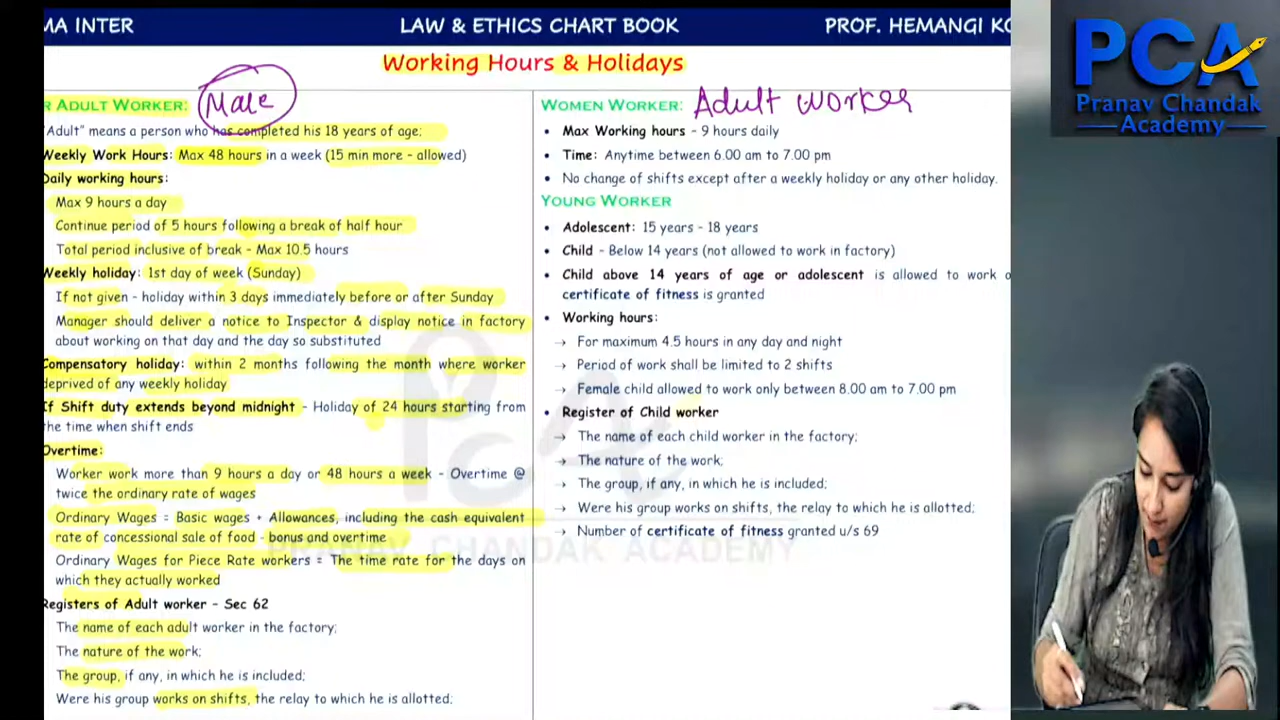 MA INTER
LAW & ETHICS CHART BOOK
PROF. HEMANGI KO
Working Hours & Holidays
R ADULT WORKER: Male
"Adult" means a person who has completed his 18 years of age;
Weekly Work Hours: Max 48 hours in a week (15 min more - allowed)
Daily working hours:
Max 9 hours a day
Continue period of 5 hours following a break of half hour
Total period inclusive of break - Max 10.5 hours
Weekly holiday: 1st day of week (Sunday)
If not given - holiday within 3 days immediately before or after Sunday
Manager should deliver a notice to Inspector & display notice in factory
about working on that day and the day so substituted
Compensatory holiday: within 2 months following the month where worker
deprived of any weekly holiday
If Shift duty extends beyond midnight - Holiday of 24 hours starting from
the time when shift ends
Overtime:
Worker work more than 9 hours a day or 48 hours a week - Overtime @
twice the ordinary rate of wages
Ordinary Wages = Basic wages + Allowances, including the cash equivalent
rate of concessional sale of food - bonus and overtime
Ordinary Wages for Piece Rate workers = The time rate for the days on
which they actually worked
Registers of Adult worker - Sec 62
The name of each adult worker in the factory;
The nature of the work;
The group, if any, in which he is included;
Were his group works on shifts, the relay to which he is allotted;
WOMEN WORKER: Adult worker
• Max Working hours - 9 hours daily
• Time: Anytime between 6.00 am to 7.00 pm
• No change of shifts except after a weekly holiday or any other holiday.
YOUNG WORKER
• Adolescent: 15 years - 18 years
• Child - Below 14 years (not allowed to work in factory)
• Child above 14 years of age or adolescent is allowed to work o
certificate of fitness is granted
• Working hours:
→ For maximum 4.5 hours in any day and night
→ Period of work shall be limited to 2 shifts
→ Female child allowed to work only between 8.00 am to 7.00 pm
• Register of Child worker
→ The name of each child worker in the factory;
→ The nature of the work;
→ The group, if any, in which he is included;
→ Were his group works on shifts, the relay to which he is allotted;
→ Number of certificate of fitness granted u/s 69
PCA
PRANAV CHANDAK ACADEMY
PCA
Pranav Chandak
Academy